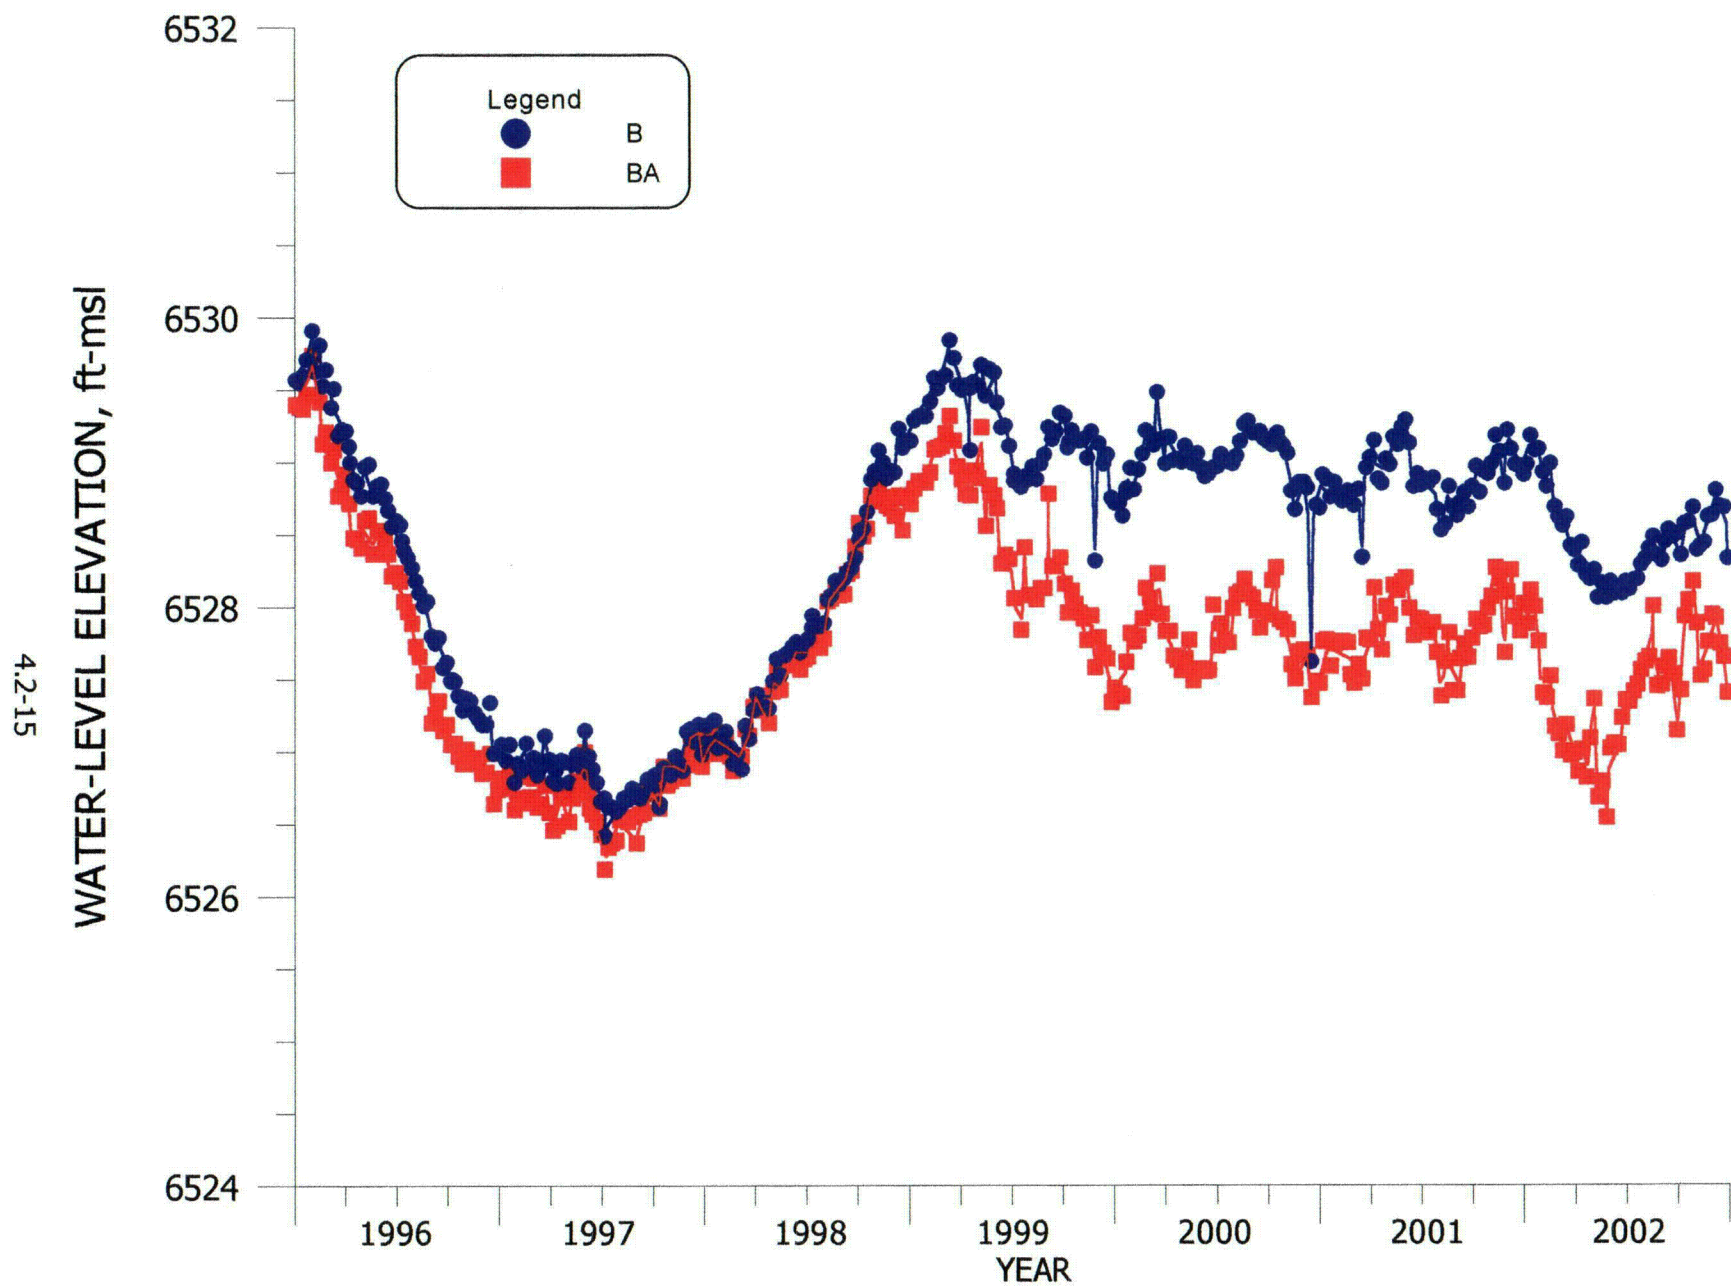 6532
Legend
B
BA
6530
6528
6526
6524
WATER-LEVEL ELEVATION, ft-msl
4.2-15
1996 1997 1998 1999 2000 2001 2002
YEAR